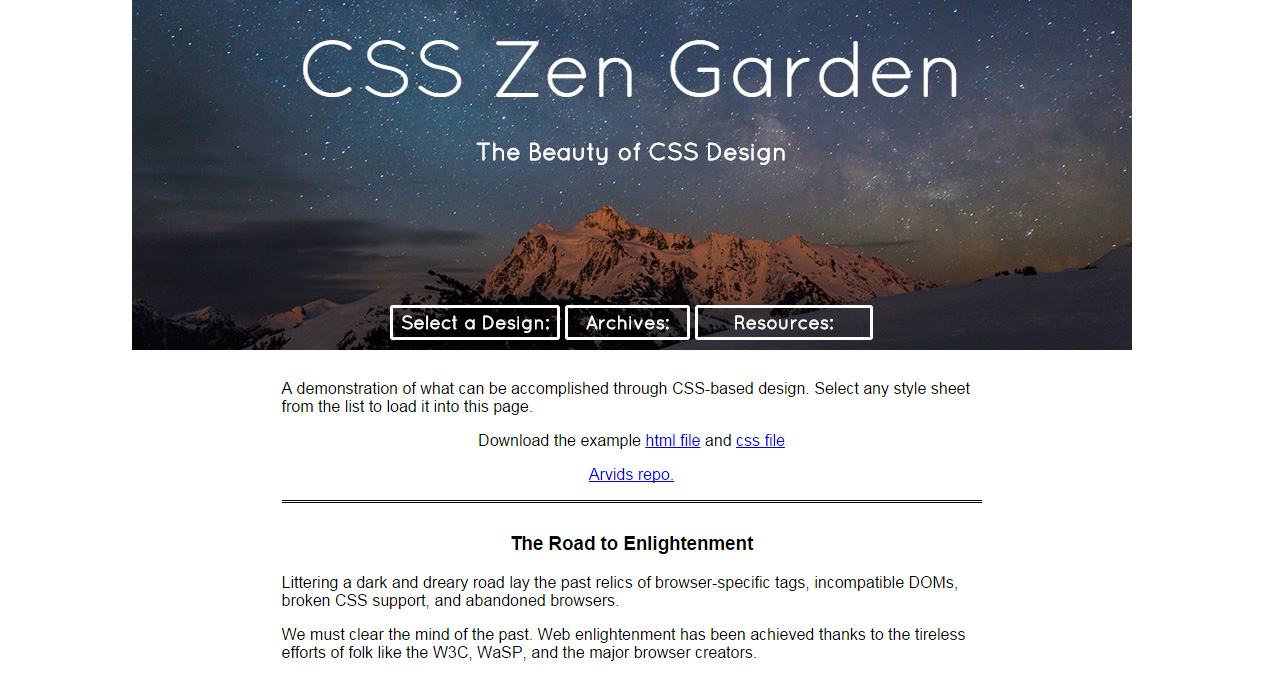 CSS Zen Garden
The Beauty of CSS Design
Select a Design: Archives: Resources:
A demonstration of what can be accomplished through CSS-based design. Select any style sheet
from the list to load it into this page.
Download the example html file and css file
Arvids repo.
The Road to Enlightenment
Littering a dark and dreary road lay the past relics of browser-specific tags, incompatible DOMs,
broken CSS support, and abandoned browsers.
We must clear the mind of the past. Web enlightenment has been achieved thanks to the tireless
efforts of folk like the W3C, WaSP, and the major browser creators.